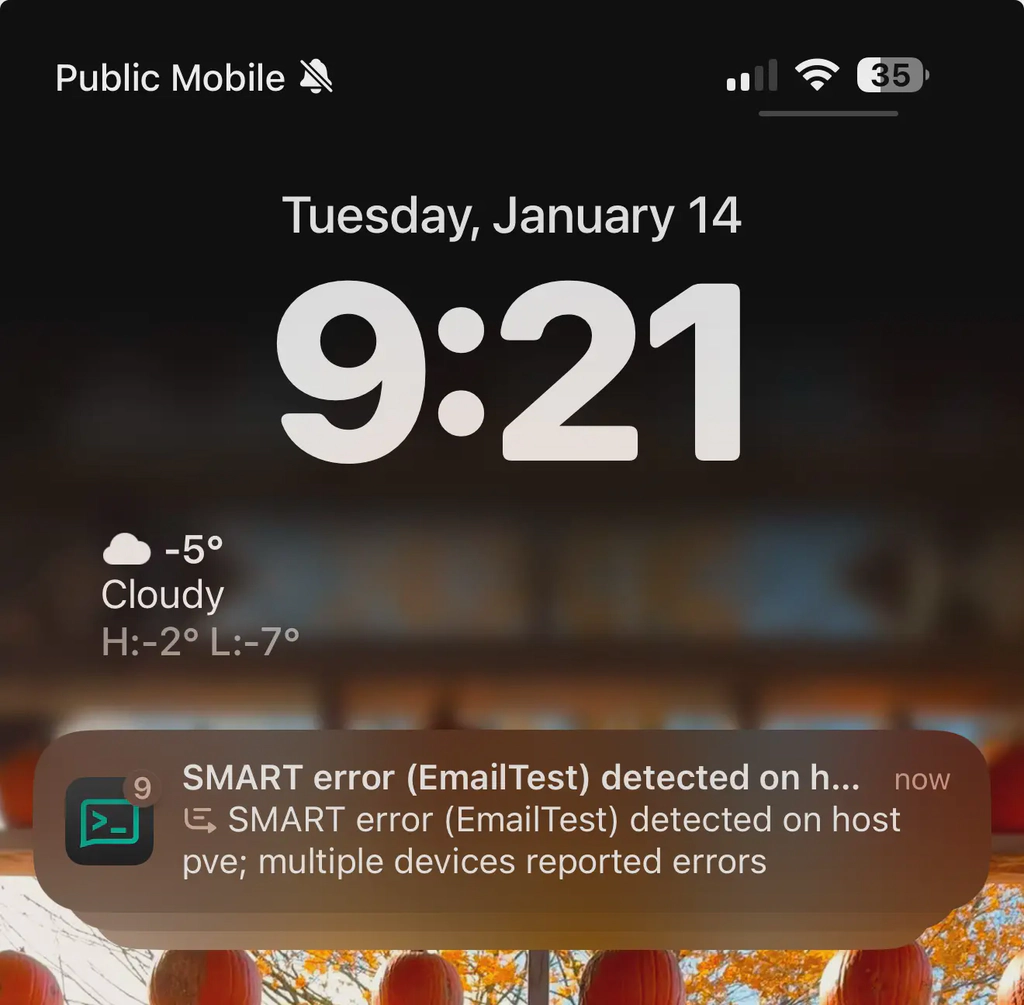 Public Mobile
35
Tuesday, January 14
9:21
-5°
Cloudy
H:-2° L:-7°
9
SMART error (EmailTest) detected on h... now
SMART error (EmailTest) detected on host
pve; multiple devices reported errors